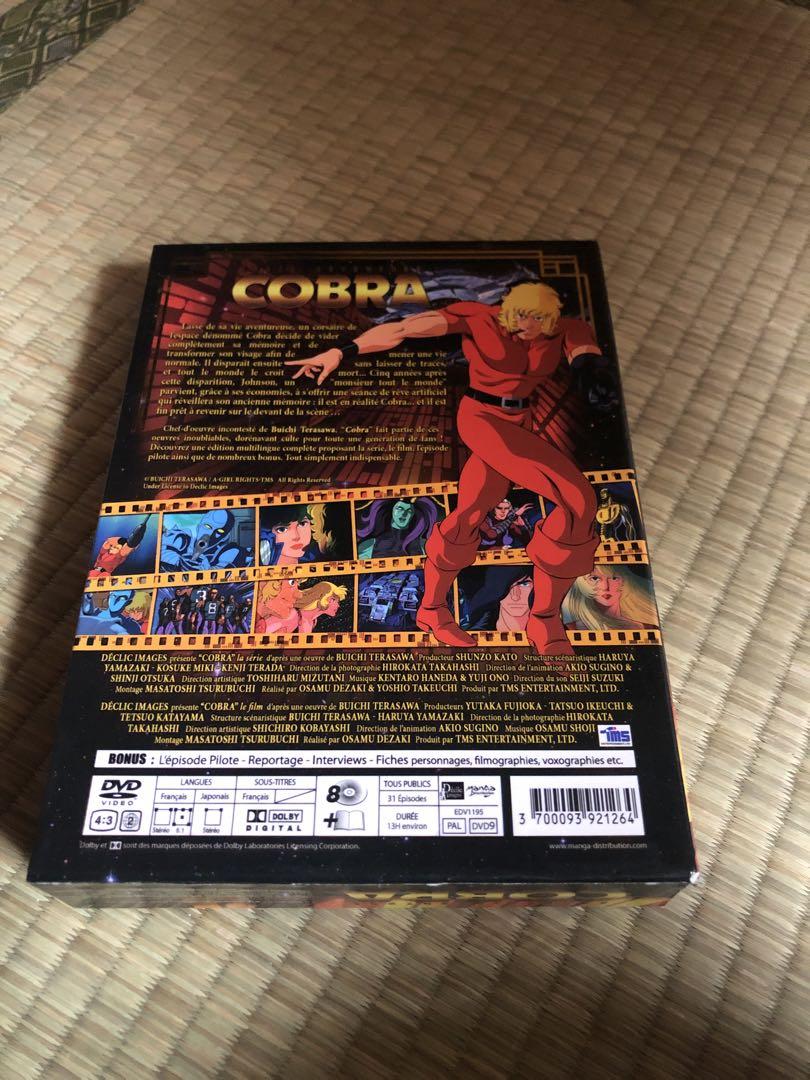 COBRA
Lassé de sa vie aventureuse, un corsaire de
l'espace dénommé Cobra décide de vider
complètement sa mémoire et de
transformer son visage afin de mener une vie
normale. Il disparaît ensuite sans laisser de traces,
et tout le monde le croit mort... Cinq années après
cette disparition, Johnson, un "monsieur tout le monde"
parvient, grâce à ses économies, à s'offrir une séance de rêve artificiel
qui réveillera son ancienne mémoire : il est en réalité Cobra... et il est
fin prêt à revenir sur le devant de la scène...
Chef-d'oeuvre incontesté de Buichi Terasawa, "Cobra" fait partie de ces
oeuvres inoubliables, dorénavant culte pour toute une génération de fans !
Découvrez une édition multilingue complète proposant la série, le film, l'episode
pilote ainsi que de nombreux bonus. Tout simplement indispensable.
© BUICHI TERASAWA / A-GIRL RIGHTS-TMS All Rights Reserved
Under License to Declic Images
DÉCLIC IMAGES présente "COBRA" la série d'après une oeuvre de BUICHI TERASAWA Producteur SHUNZO KATO Structure scénaristique HARUYA
YAMAZAKI - KOSUKE MIKI - KENJI TERADA Direction de la photographie HIROKATA TAKAHASHI Direction de l'animation AKIO SUGINO &
SHINJI OTSUKA Direction artistique TOSHIHARU MIZUTANI Musique KENTARO HANEDA & YUJI ONO Direction du son SEIJI SUZUKI
Montage MASATOSHI TSURUBUCHI Réalisé par OSAMU DEZAKI & YOSHIO TAKEUCHI Produit par TMS ENTERTAINMENT, LTD.
DÉCLIC IMAGES présente "COBRA" le film d'après une oeuvre de BUICHI TERASAWA Producteurs YUTAKA FUJIOKA - TATSUO IKEUCHI &
TETSUO KATAYAMA Structure scénaristique BUICHI TERASAWA - HARUYA YAMAZAKI Direction de la photographie HIROKATA
TAKAHASHI Direction artistique SHICHIRO KOBAYASHI Direction de l'animation AKIO SUGINO Musique OSAMU SHOJI
Montage MASATOSHI TSURUBUCHI Réalisé par OSAMU DEZAKI Produit par TMS ENTERTAINMENT, LTD.
TMS
BONUS : L'épisode Pilote - Reportage - Interviews - Fiches personnages, filmographies, voxographies etc.
DVD VIDEO
4:3 2
LANGUES
Français Japonais
Stéréo 5.1 Stéréo
SOUS-TITRES
Français
DOLBY DIGITAL
8
+
TOUS PUBLICS
31 Épisodes
DURÉE
13H environ
Déclic Images
manga Distribution
EDV1195
PAL DVD9
3 700093 921264
Dolby et sont des marques déposées de Dolby Laboratories Licensing Corporation.
www.manga-distribution.com